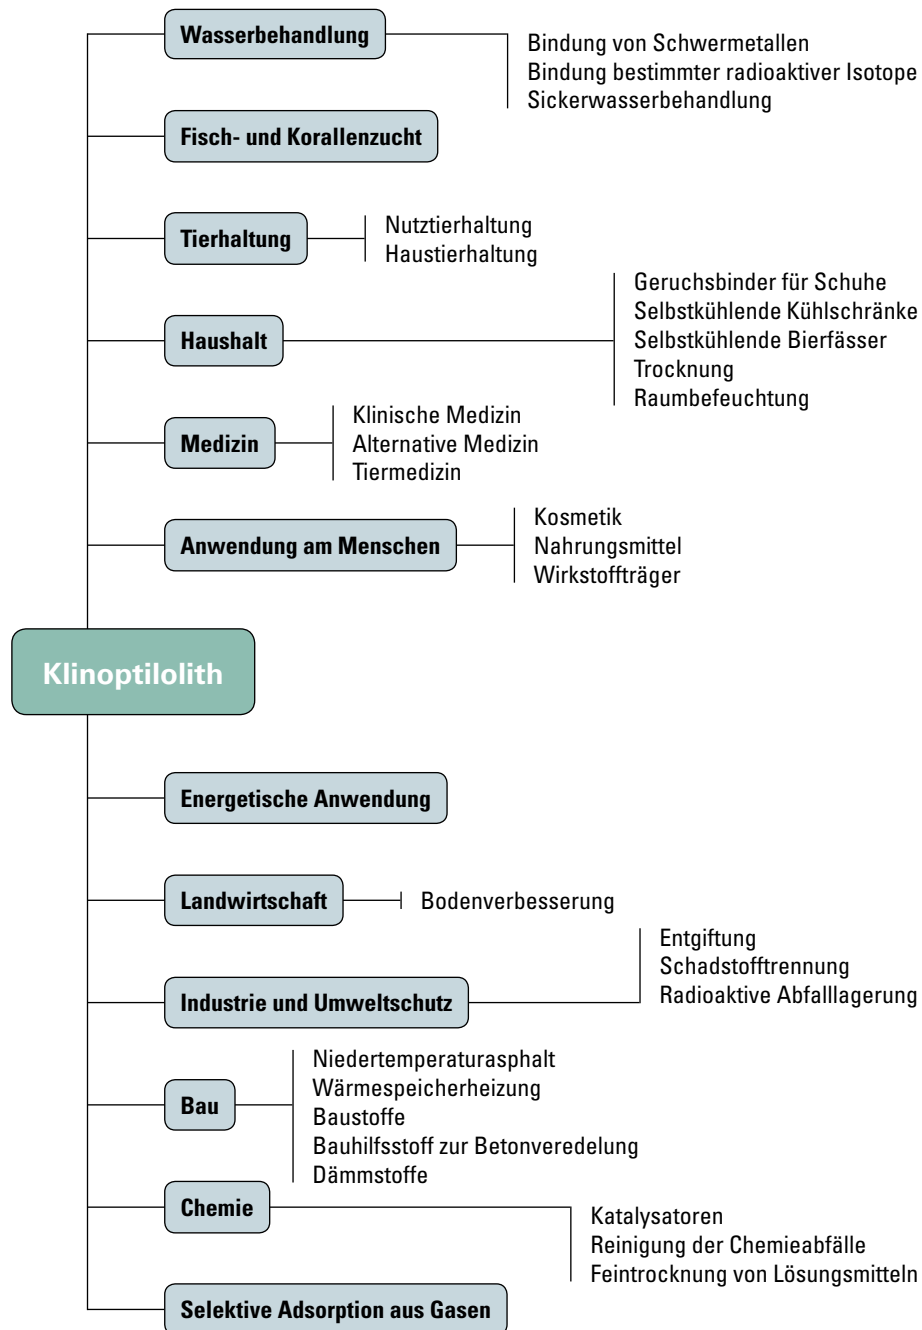 Wasserbehandlung
Bindung von Schwermetallen
Bindung bestimmter radioaktiver Isotope
Sickerwasserbehandlung
Fisch- und Korallenzucht
Tierhaltung
Nutztierhaltung
Haustierhaltung
Haushalt
Geruchsbinder für Schuhe
Selbstkühlende Kühlschränke
Selbstkühlende Bierfässer
Trocknung
Raumbefeuchtung
Medizin
Klinische Medizin
Alternative Medizin
Tiermedizin
Anwendung am Menschen
Kosmetik
Nahrungsmittel
Wirkstoffträger
Klinoptilolith
Energetische Anwendung
Landwirtschaft
Bodenverbesserung
Industrie und Umweltschutz
Entgiftung
Schadstofftrennung
Radioaktive Abfalllagerung
Bau
Niedertemperaturasphalt
Wärmespeicherheizung
Baustoffe
Bauhilfsstoff zur Betonveredelung
Dämmstoffe
Chemie
Katalysatoren
Reinigung der Chemieabfälle
Feintrocknung von Lösungsmitteln
Selektive Adsorption aus Gasen